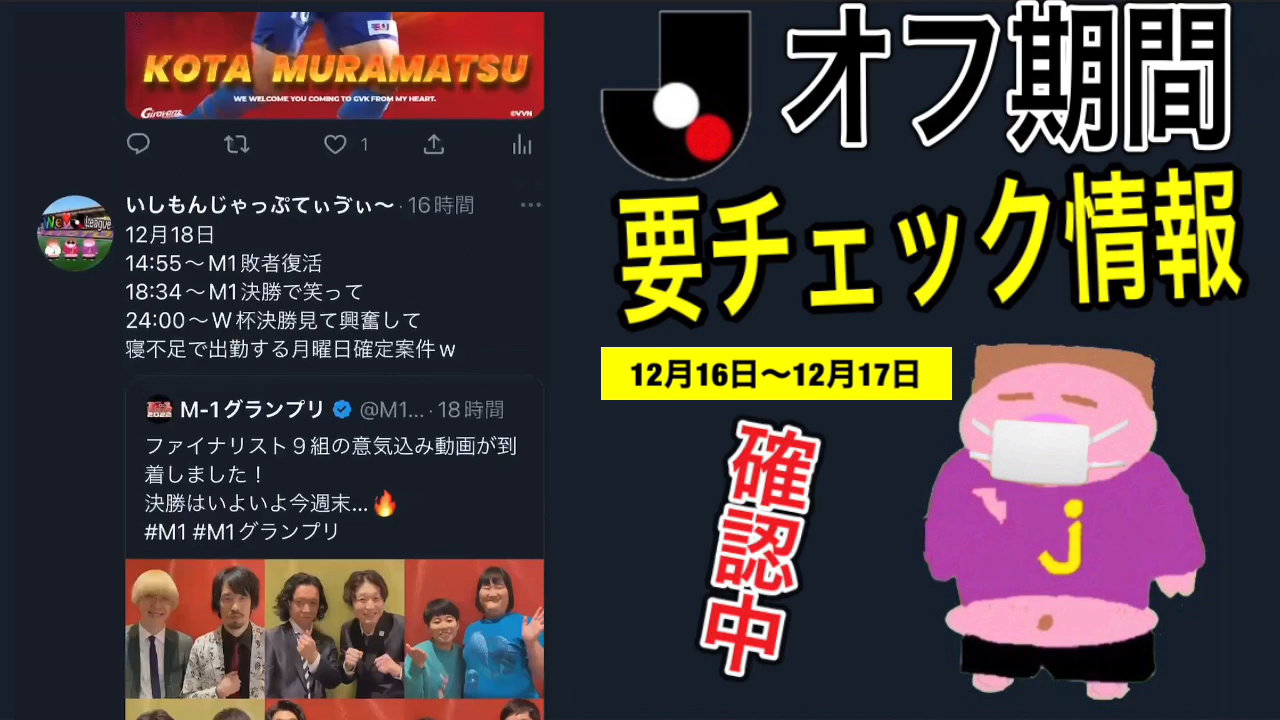 KOTA MURAMATSU
WE WELCOME YOU COMING TO GVK FROM MY HEART.
Giravanz
©VVN
1
いしもんじゃっぷてぃゔぃ〜 · 16時間
12月18日
14:55〜M1敗者復活
18:34〜M1決勝で笑って
24:00〜W杯決勝見て興奮して
寝不足で出勤する月曜日確定案件w
M-1グランプリ @M1... · 18時間
ファイナリスト９組の意気込み動画が到
着しました！
決勝はいよいよ今週末...🔥
#M1 #M1グランプリ
オフ期間
要チェック情報
12月16日〜12月17日
確認中
j